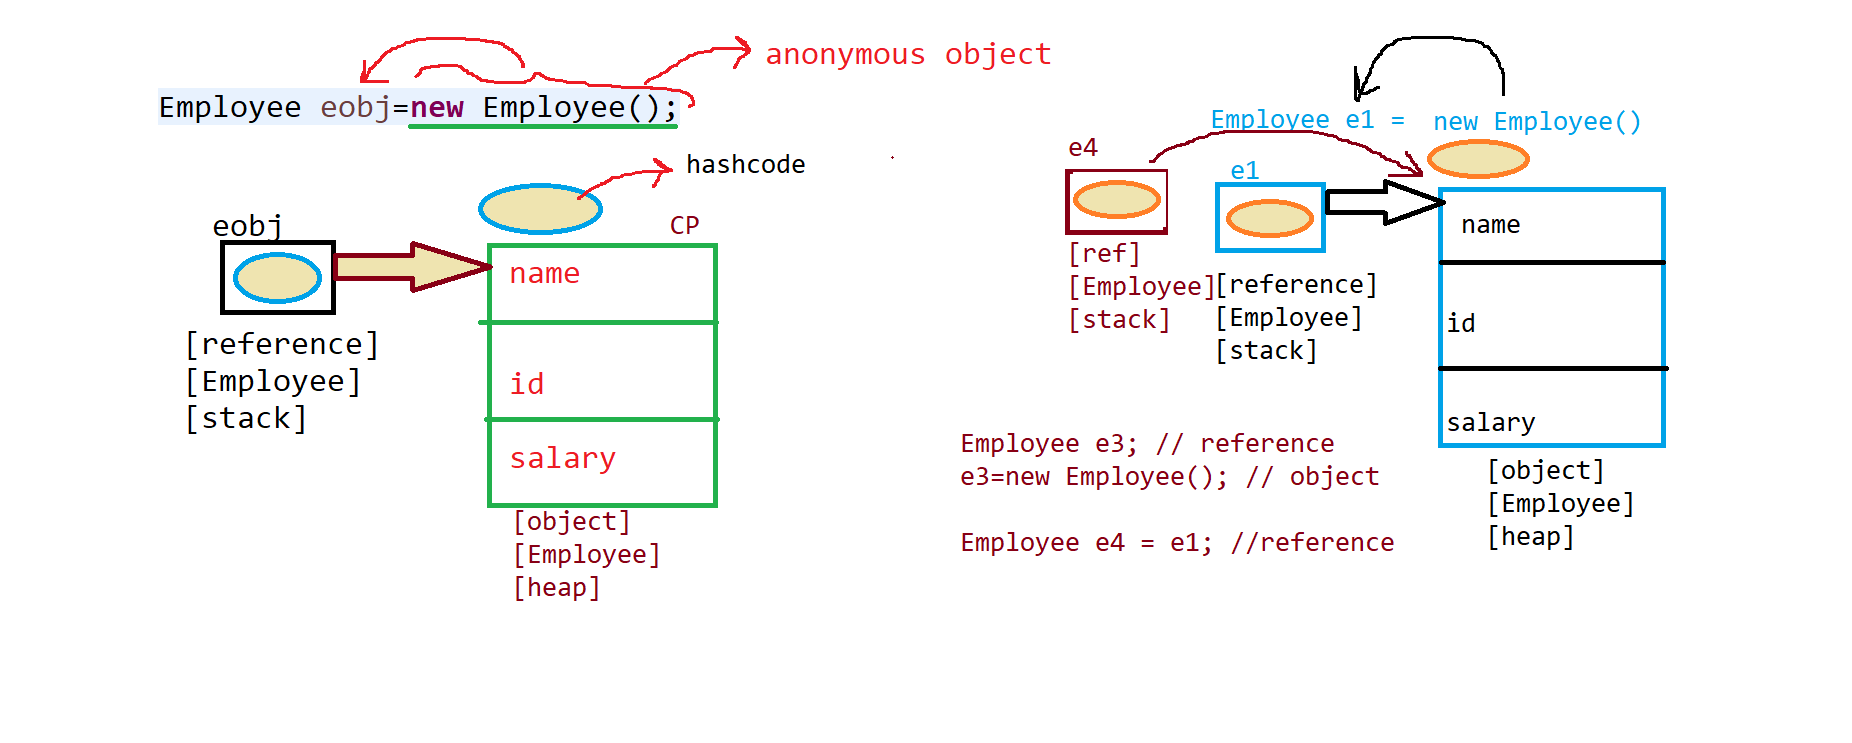 anonymous object
Employee eobj=new Employee();
hashcode
eobj
CP
name
id
salary
[reference]
[Employee]
[stack]
[object]
[Employee]
[heap]
Employee e1 = new Employee()
e4
e1
[ref]
[Employee]
[stack]
[reference]
[Employee]
[stack]
name
id
salary
[object]
[Employee]
[heap]
Employee e3; // reference
e3=new Employee(); // object
Employee e4 = e1; //reference